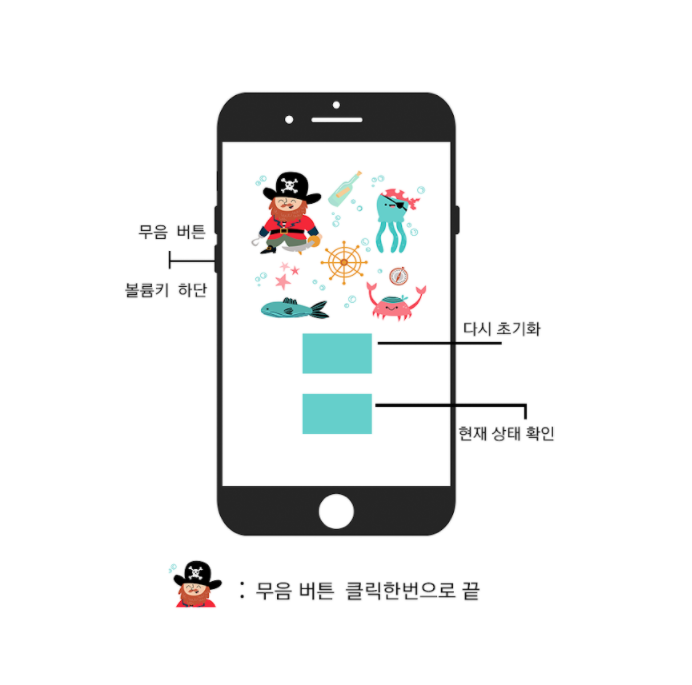 무음 버튼
볼륨키 하단
다시 초기화
현재 상태 확인
: 무음 버튼 클릭한번으로 끝